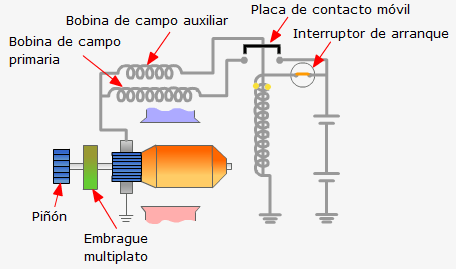 Placa de contacto móvil
Bobina de campo auxiliar
Interruptor de arranque
Bobina de campo
primaria
Piñón
Embrague
multiplato